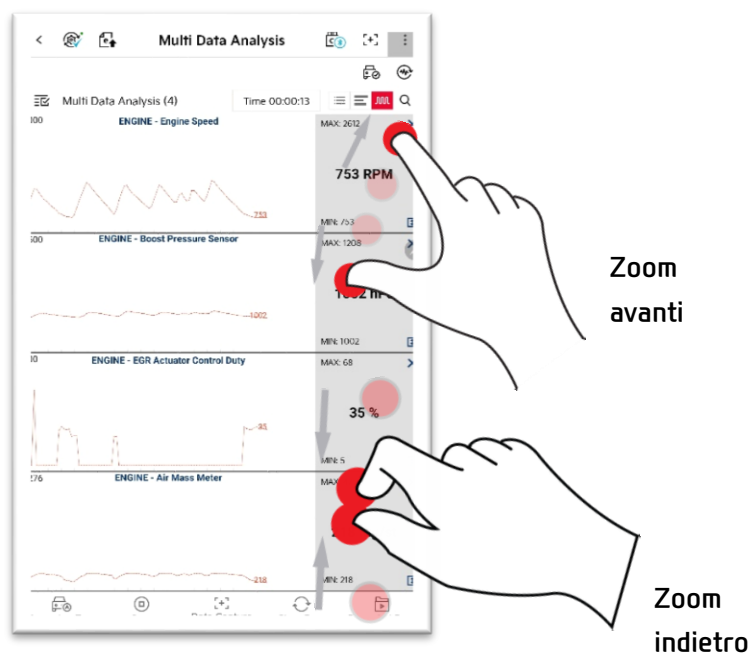 Multi Data Analysis
Multi Data Analysis (4)
Time 00:00:13
ENGINE - Engine Speed
MAX: 2612
753 RPM
753
MIN: 753
ENGINE - Boost Pressure Sensor
MAX: 1208
1002
MIN: 1002
ENGINE - EGR Actuator Control Duty
MAX: 68
35 %
35
MIN: 5
276
ENGINE - Air Mass Meter
218
MIN: 218
Zoom
avanti
Zoom
indietro